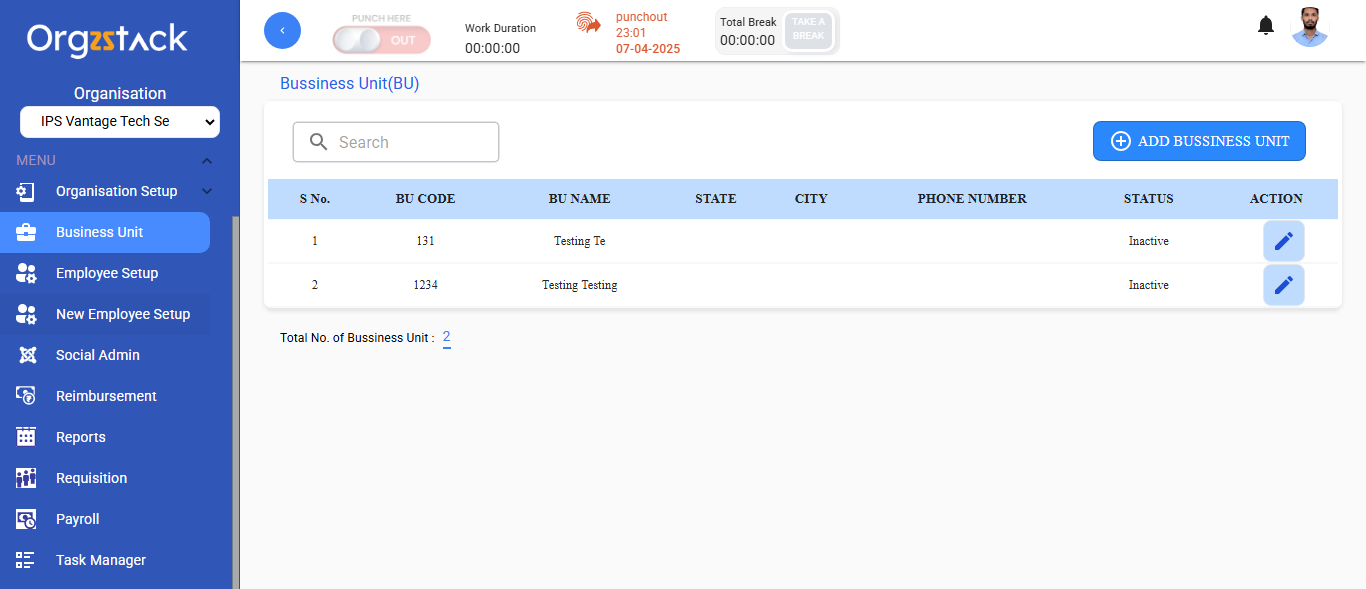 Orgzstack
Organisation
IPS Vantage Tech Se
MENU
Organisation Setup
Business Unit
Employee Setup
New Employee Setup
Social Admin
Reimbursement
Reports
Requisition
Payroll
Task Manager
PUNCH HERE
OUT
Work Duration
00:00:00
punchout
23:01
07-04-2025
Total Break
00:00:00
TAKE A
BREAK
Bussiness Unit(BU)
Search
ADD BUSSINESS UNIT
S No. BU CODE BU NAME STATE CITY PHONE NUMBER STATUS ACTION
1 131 Testing Te Inactive
2 1234 Testing Testing Inactive
Total No. of Bussiness Unit : 2